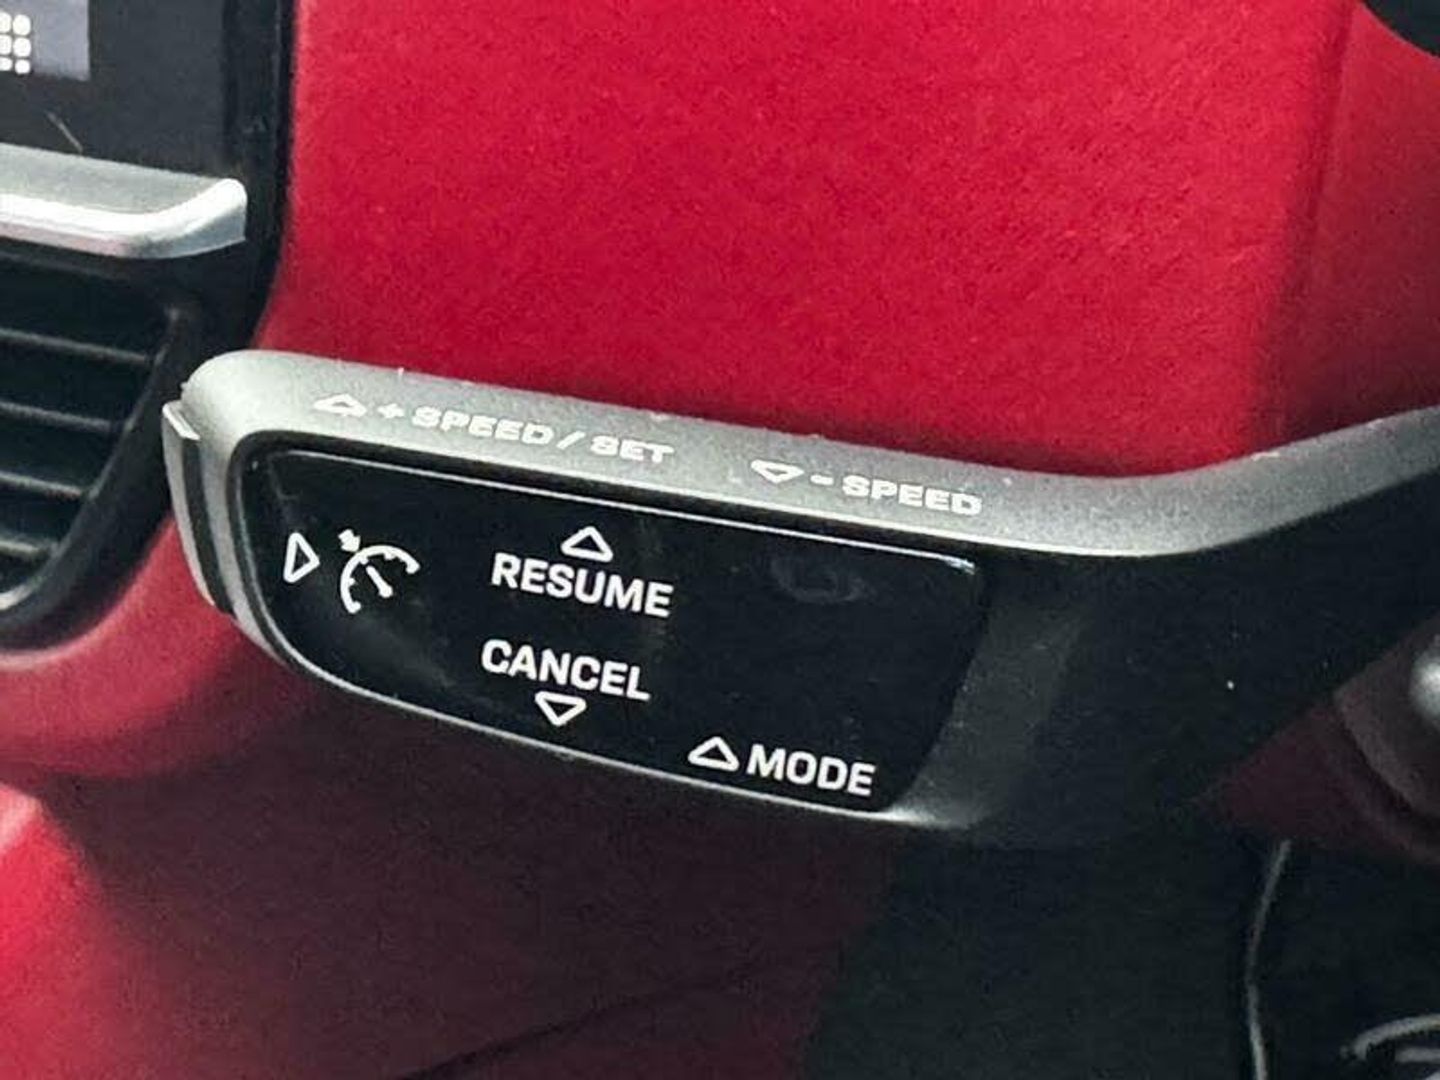 + SPEED / SET
- SPEED
RESUME
CANCEL
MODE